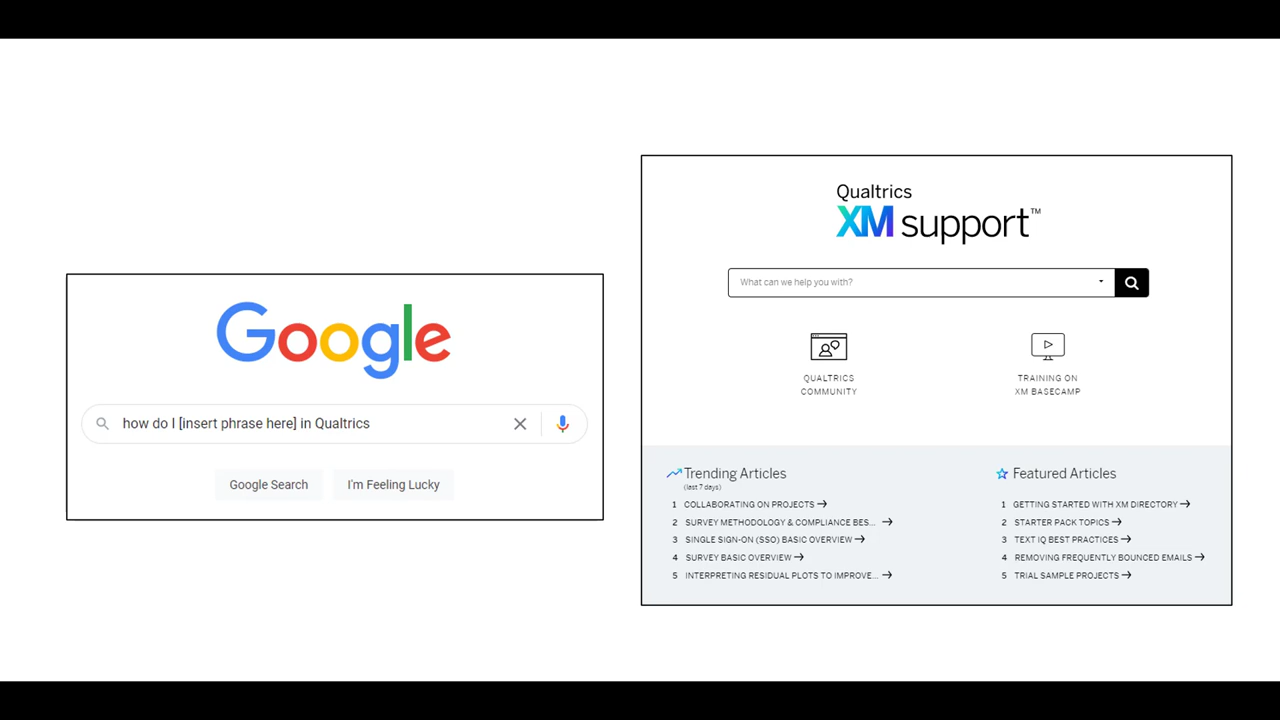 Google
how do I [insert phrase here] in Qualtrics
Google Search
I'm Feeling Lucky
Qualtrics
XM support™
What can we help you with?
QUALTRICS
COMMUNITY
TRAINING ON
XM BASECAMP
Trending Articles
(last 7 days)
1 COLLABORATING ON PROJECTS →
2 SURVEY METHODOLOGY & COMPLIANCE BES... →
3 SINGLE SIGN-ON (SSO) BASIC OVERVIEW →
4 SURVEY BASIC OVERVIEW →
5 INTERPRETING RESIDUAL PLOTS TO IMPROVE... →
Featured Articles
1 GETTING STARTED WITH XM DIRECTORY →
2 STARTER PACK TOPICS →
3 TEXT IQ BEST PRACTICES →
4 REMOVING FREQUENTLY BOUNCED EMAILS →
5 TRIAL SAMPLE PROJECTS →